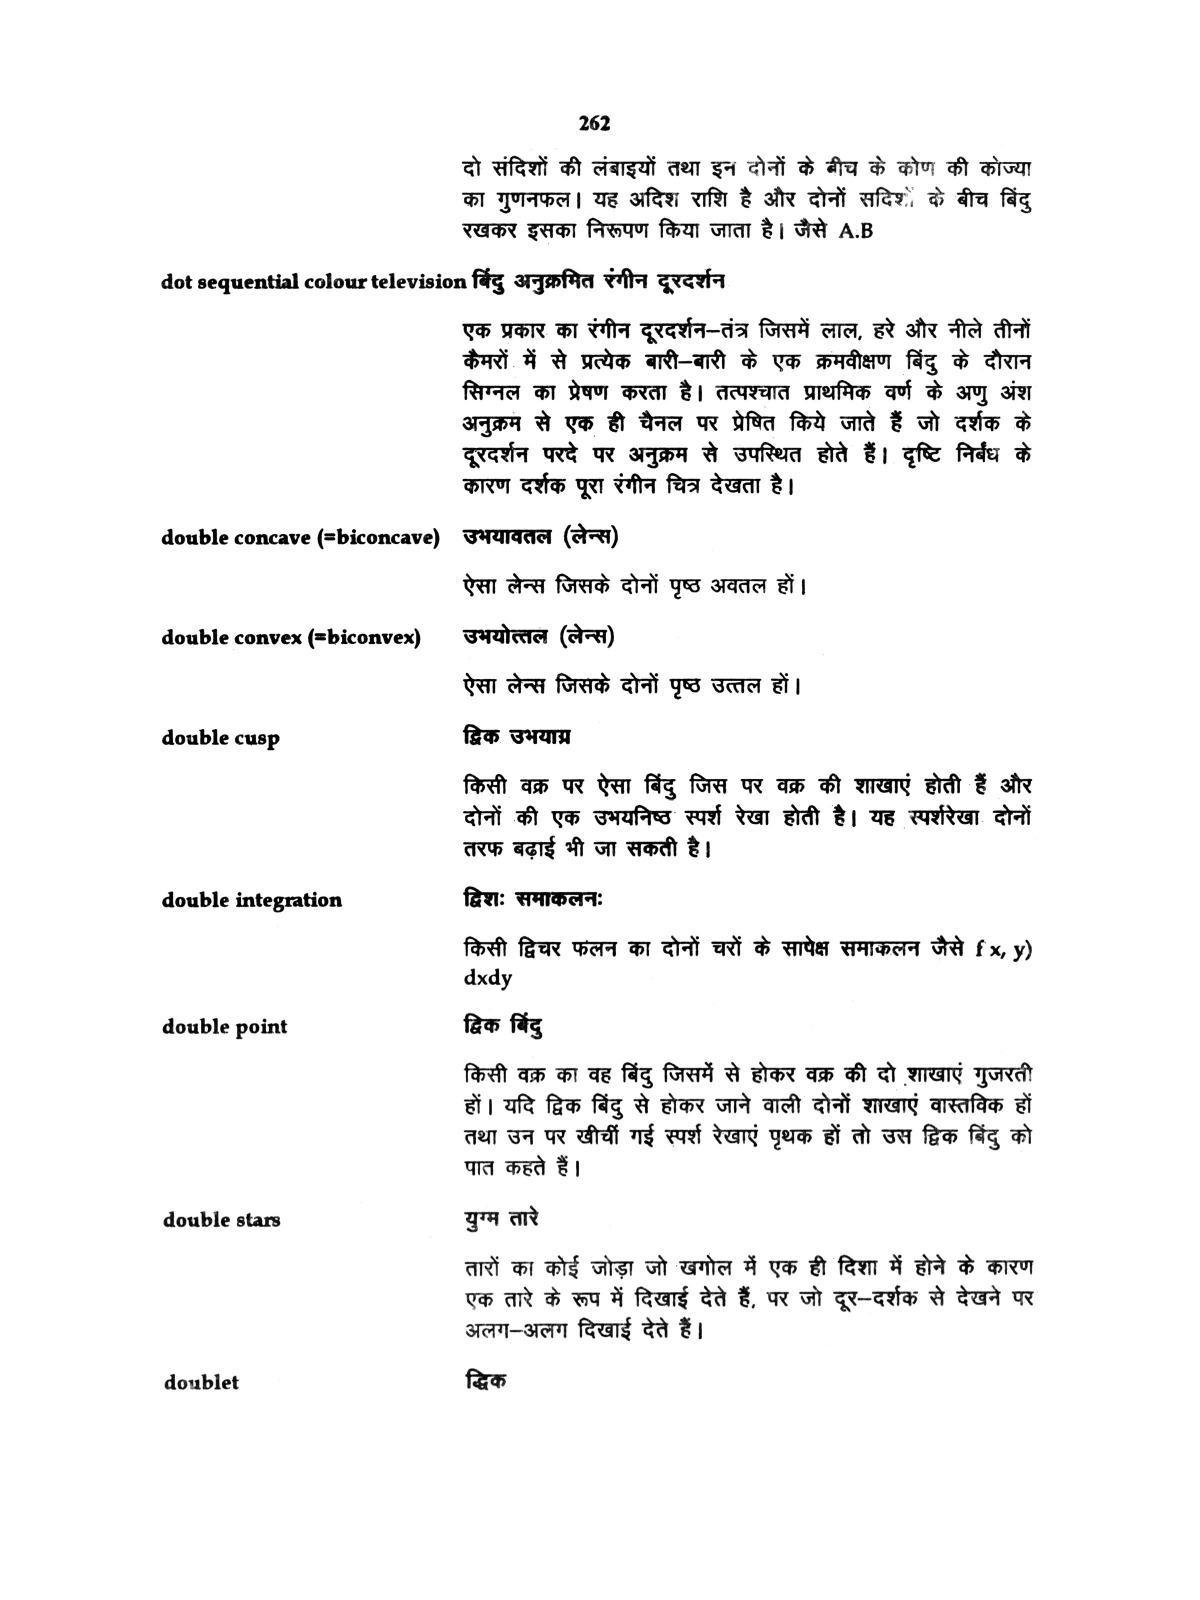 262
दो संदिशों की लंबाइयों तथा इन दोनों के बीच के कोण की कोज्या
का गुणनफल। यह अदिश राशि है और दोनों सदिशों के बीच बिंदु
रखकर इसका निरूपण किया जाता है। जैसे A.B
dot sequential colour television बिंदु अनुक्रमित रंगीन दूरदर्शन
एक प्रकार का रंगीन दूरदर्शन–तंत्र जिसमें लाल, हरे और नीले तीनों
कैमरों में से प्रत्येक बारी–बारी के एक क्रमवीक्षण बिंदु के दौरान
सिग्नल का प्रेषण करता है। तत्पश्चात प्राथमिक वर्ण के अणु अंश
अनुक्रम से एक ही चैनल पर प्रेषित किये जाते हैं जो दर्शक के
दूरदर्शन परदे पर अनुक्रम से उपस्थित होते हैं। दृष्टि निर्बंध के
कारण दर्शक पूरा रंगीन चित्र देखता है।
double concave (=biconcave) उभयावतल (लेन्स)
ऐसा लेन्स जिसके दोनों पृष्ठ अवतल हों।
double convex (=biconvex) उभयोत्तल (लेन्स)
ऐसा लेन्स जिसके दोनों पृष्ठ उत्तल हों।
double cusp द्विक उभयाग्र
किसी वक्र पर ऐसा बिंदु जिस पर वक्र की शाखाएं होती हैं और
दोनों की एक उभयनिष्ठ स्पर्श रेखा होती है। यह स्पर्शरेखा दोनों
तरफ बढ़ाई भी जा सकती है।
double integration द्विशः समाकलनः
किसी द्विचर फलन का दोनों चरों के सापेक्ष समाकलन जैसे f x, y)
dxdy
double point द्विक बिंदु
किसी वक्र का वह बिंदु जिसमें से होकर वक्र की दो शाखाएं गुजरती
हों। यदि द्विक बिंदु से होकर जाने वाली दोनों शाखाएं वास्तविक हों
तथा उन पर खीचीं गई स्पर्श रेखाएं पृथक हों तो उस द्विक बिंदु को
पात कहते हैं।
double stars युग्म तारे
तारों का कोई जोड़ा जो खगोल में एक ही दिशा में होने के कारण
एक तारे के रूप में दिखाई देते हैं, पर जो दूर–दर्शक से देखने पर
अलग–अलग दिखाई देते हैं।
doublet द्विक